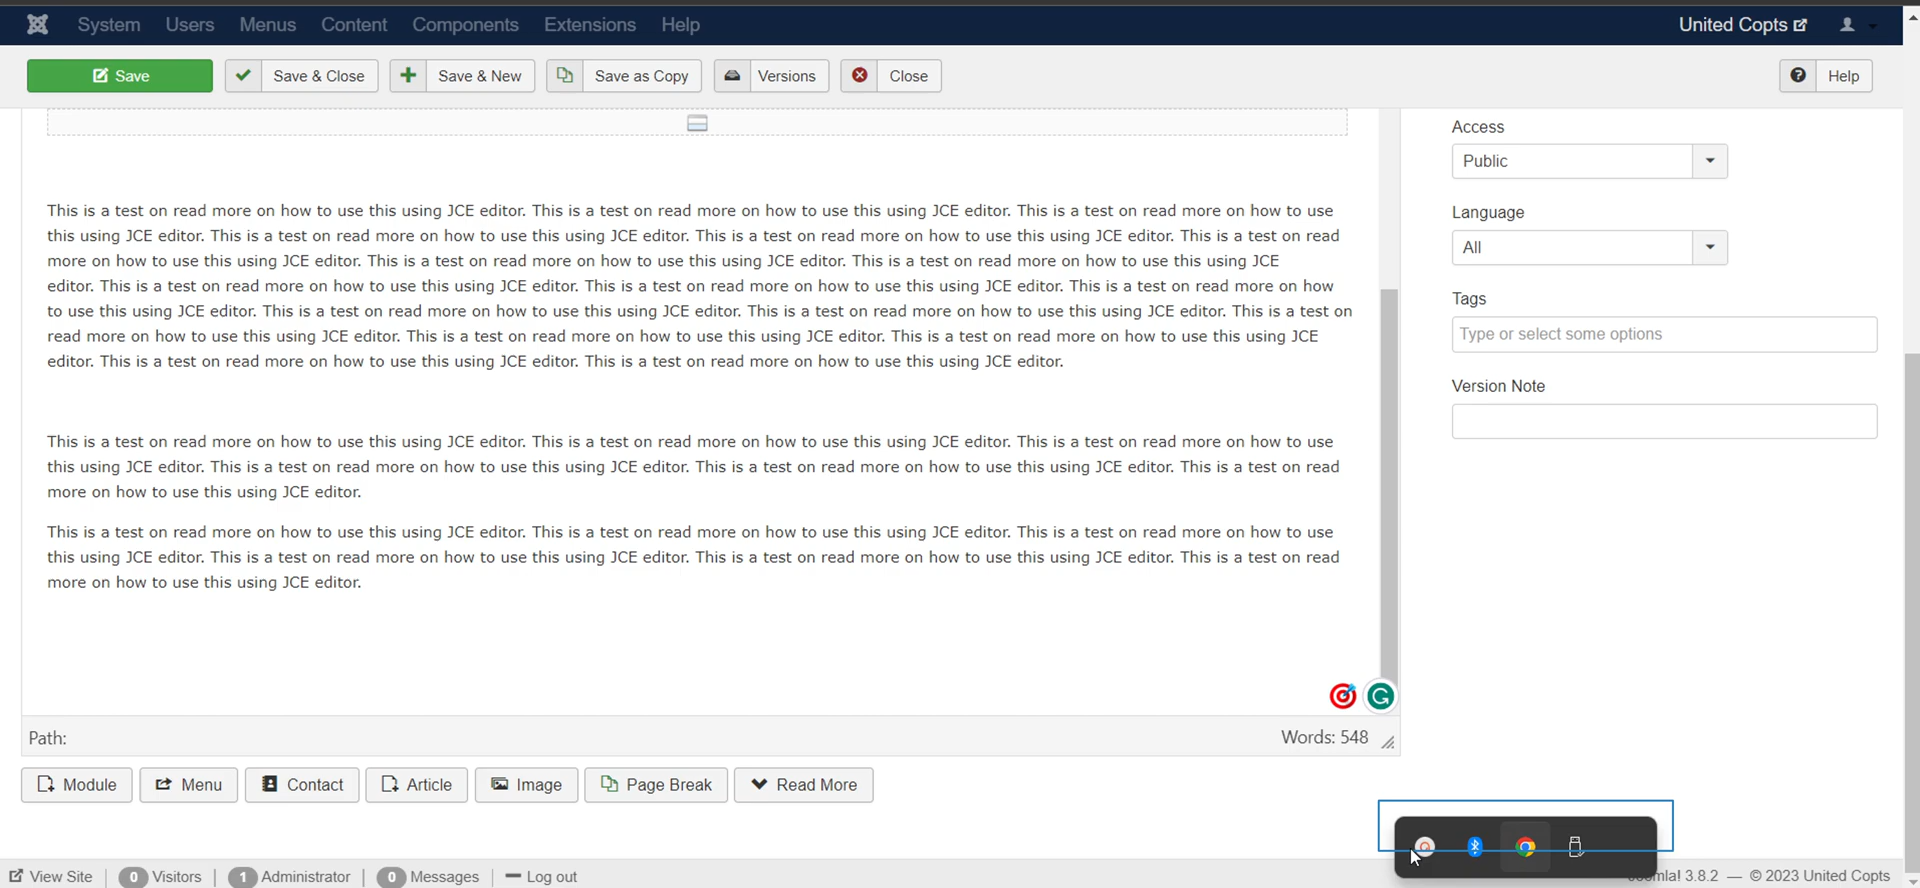 System Users Menus Content Components Extensions Help United Copts
Save Save & Close Save & New Save as Copy Versions Close Help
Access
Public
Language
All
Tags
Type or select some options
Version Note
This is a test on read more on how to use this using JCE editor. This is a test on read more on how to use this using JCE editor. This is a test on read more on how to use
this using JCE editor. This is a test on read more on how to use this using JCE editor. This is a test on read more on how to use this using JCE editor. This is a test on read
more on how to use this using JCE editor. This is a test on read more on how to use this using JCE editor. This is a test on read more on how to use this using JCE
editor. This is a test on read more on how to use this using JCE editor. This is a test on read more on how to use this using JCE editor. This is a test on read more on how
to use this using JCE editor. This is a test on read more on how to use this using JCE editor. This is a test on read more on how to use this using JCE editor. This is a test on
read more on how to use this using JCE editor. This is a test on read more on how to use this using JCE editor. This is a test on read more on how to use this using JCE
editor. This is a test on read more on how to use this using JCE editor. This is a test on read more on how to use this using JCE editor.
This is a test on read more on how to use this using JCE editor. This is a test on read more on how to use this using JCE editor. This is a test on read more on how to use
this using JCE editor. This is a test on read more on how to use this using JCE editor. This is a test on read more on how to use this using JCE editor. This is a test on read
more on how to use this using JCE editor.
This is a test on read more on how to use this using JCE editor. This is a test on read more on how to use this using JCE editor. This is a test on read more on how to use
this using JCE editor. This is a test on read more on how to use this using JCE editor. This is a test on read more on how to use this using JCE editor. This is a test on read
more on how to use this using JCE editor.
Path: Words: 548
Module Menu Contact Article Image Page Break Read More
View Site 0 Visitors 1 Administrator 0 Messages Log out 3.8.2 — © 2023 United Copts